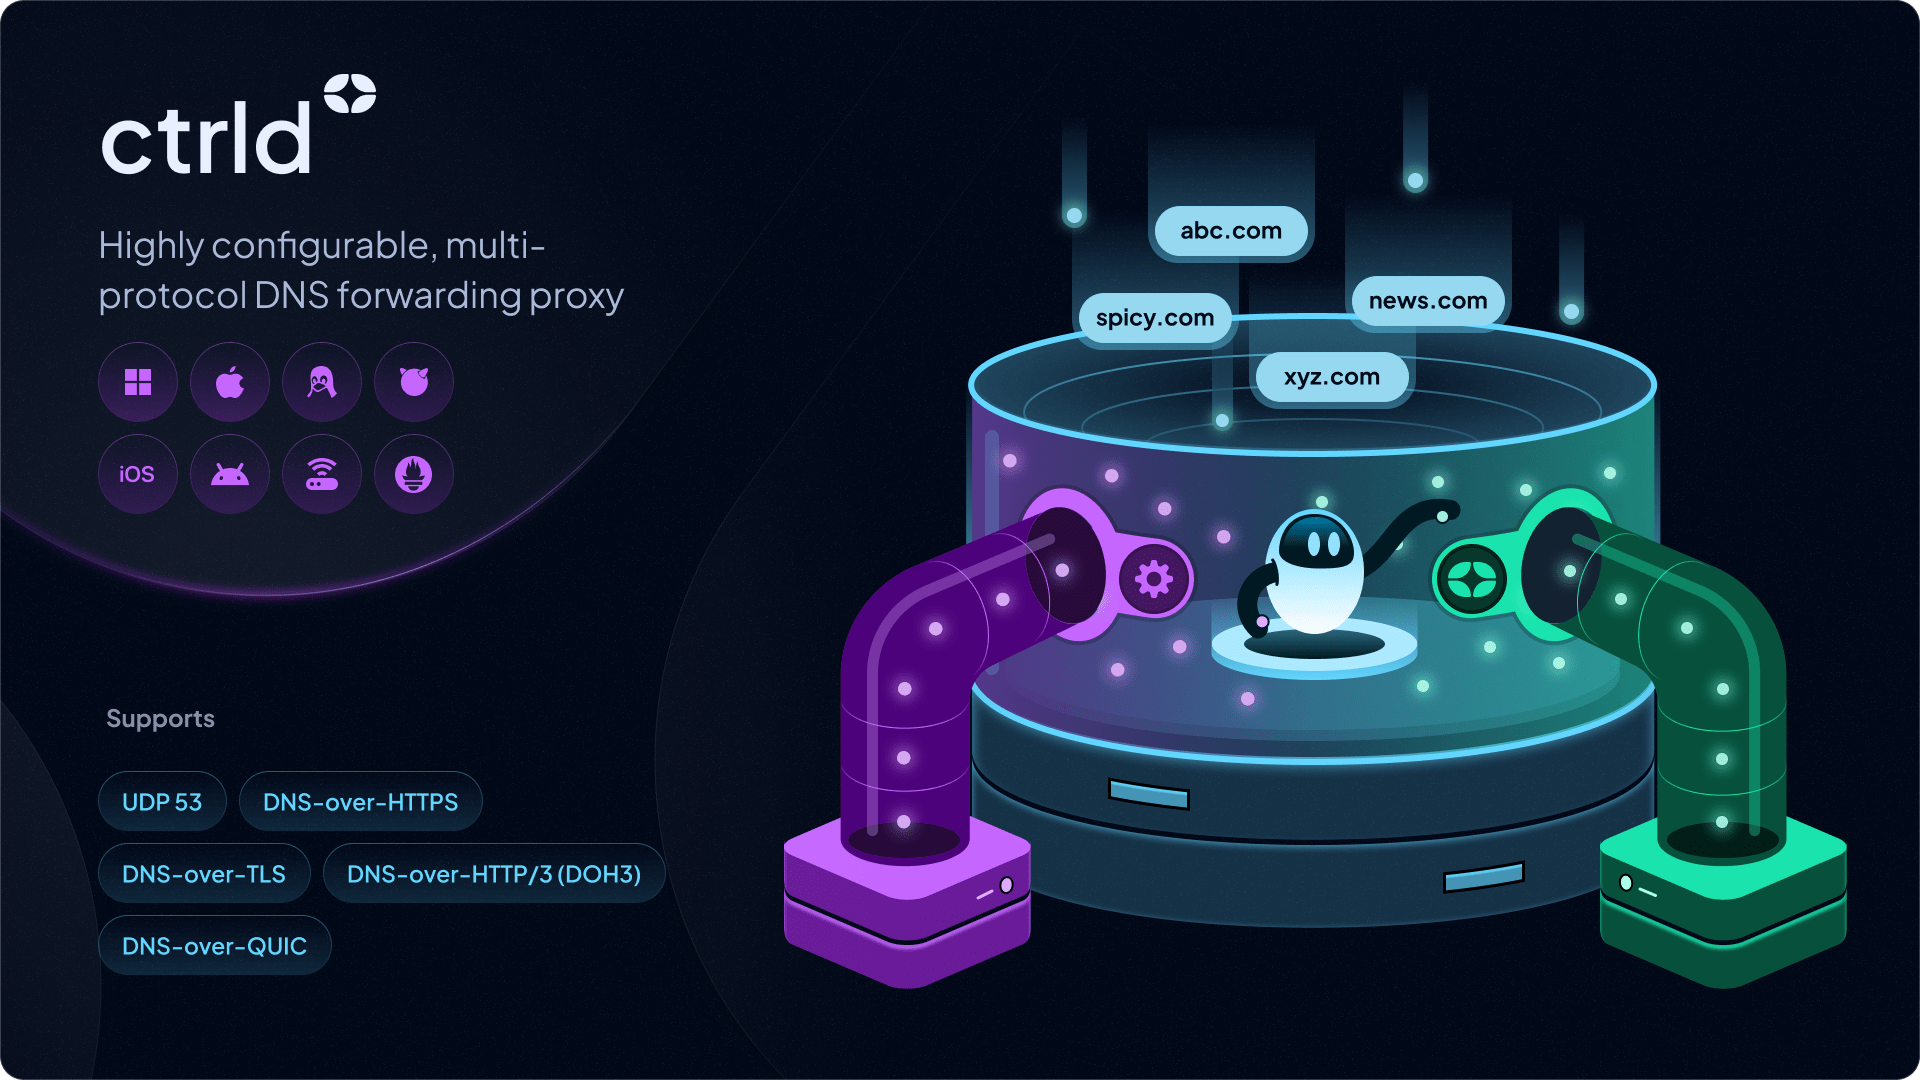 ctrld
Highly configurable, multi-
protocol DNS forwarding proxy
iOS
Supports
UDP 53
DNS-over-HTTPS
DNS-over-TLS
DNS-over-HTTP/3 (DOH3)
DNS-over-QUIC
abc.com
news.com
spicy.com
xyz.com